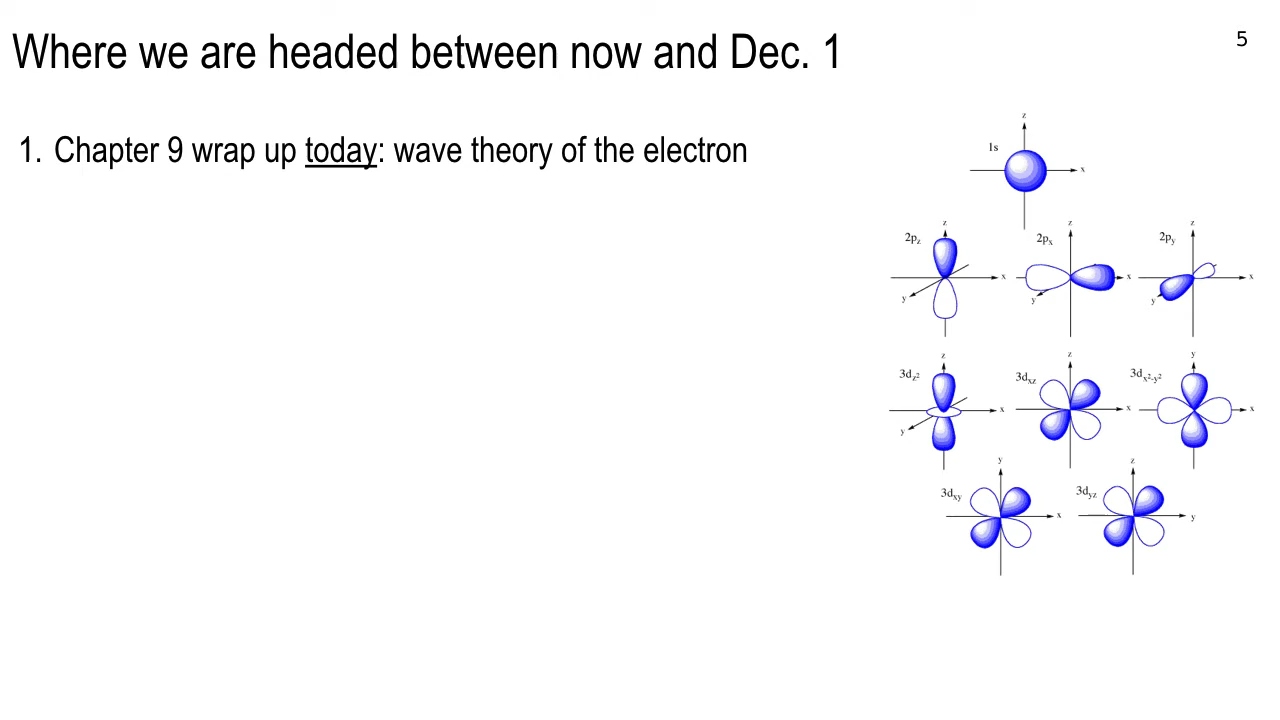 Where we are headed between now and Dec. 1
5
1. Chapter 9 wrap up today: wave theory of the electron
z
1s
x
z
2pz
x
y
z
2px
x
y
z
2py
x
y
z
3dz²
x
y
z
3dxz
x
y
3dx²-y²
x
y
3dxy
x
z
3dyz
y